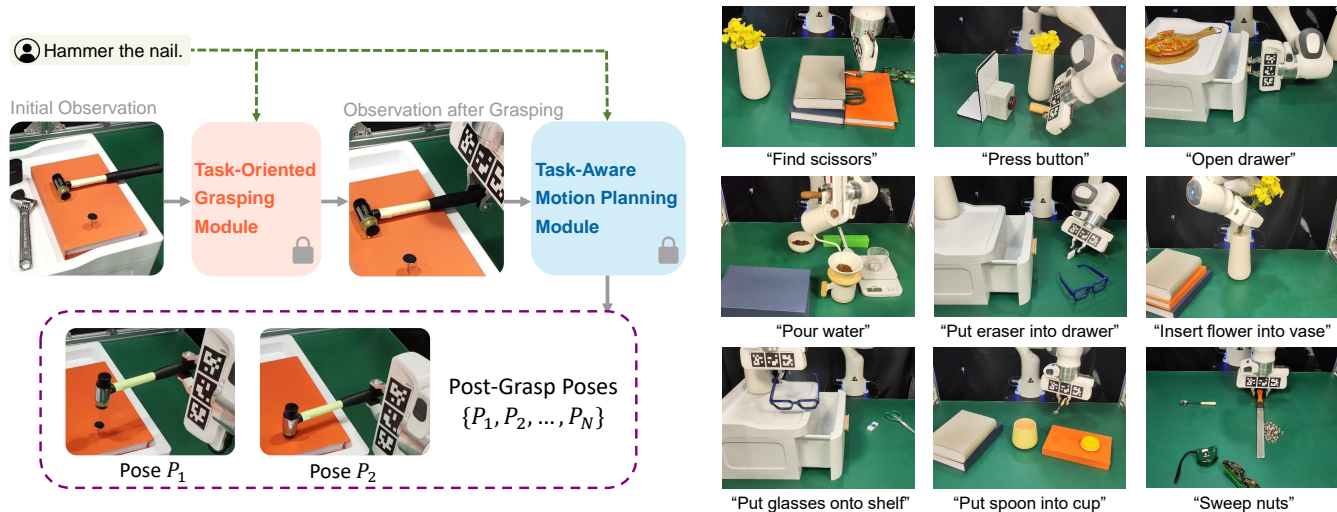 Hammer the nail.
Initial Observation
Observation after Grasping
Task-Oriented
Grasping
Module
Task-Aware
Motion Planning
Module
Post-Grasp Poses
{P₁, P₂, ... , P_N}
Pose P₁
Pose P₂
“Find scissors”
“Press button”
“Open drawer”
“Pour water”
“Put eraser into drawer”
“Insert flower into vase”
“Put glasses onto shelf”
“Put spoon into cup”
“Sweep nuts”